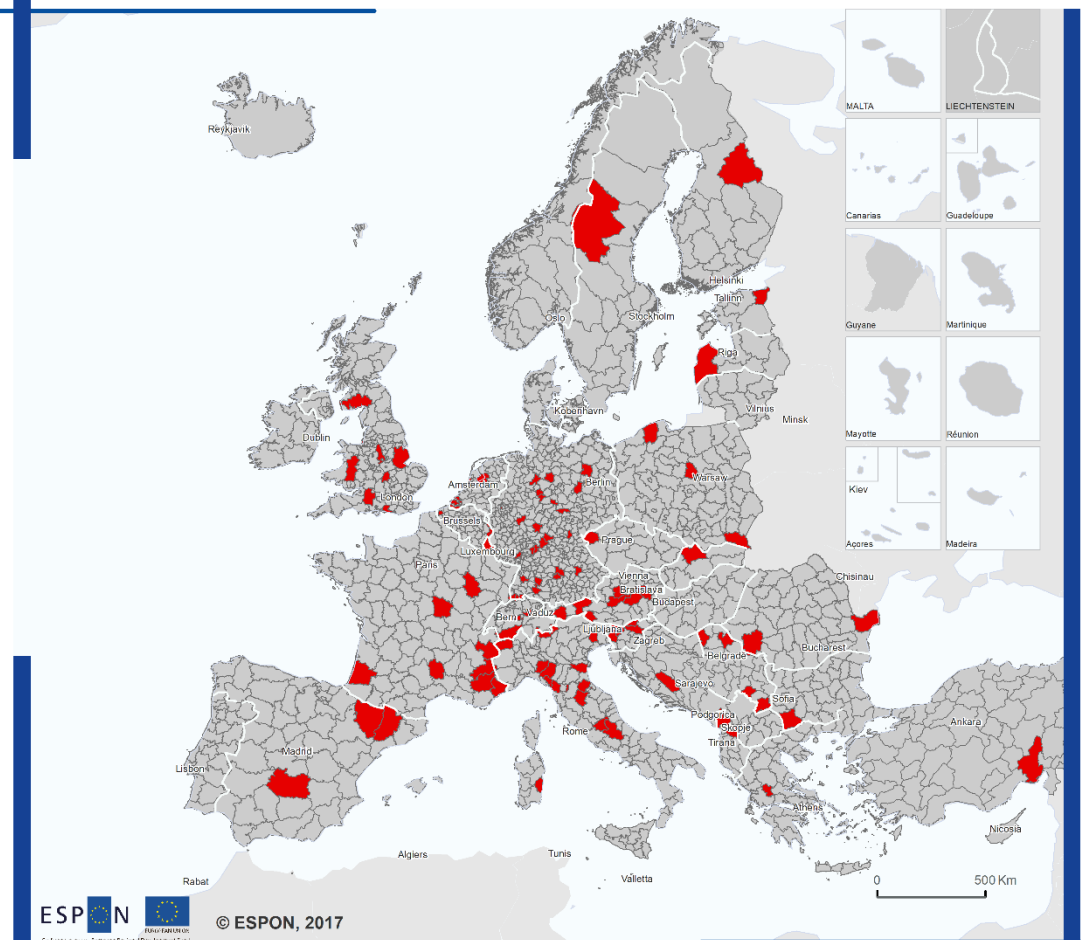 Reykjavik
MALTA
LIECHTENSTEIN
Canarias
Guadeloupe
Guyane
Martinique
Mayotte
Réunion
Kiev
Açores
Madeira
Helsinki
Tallinn
Oslo
Stockholm
Riga
Dublin
København
Vilnius
Minsk
London
Amsterdam
Berlin
Warsaw
Brussels
Luxembourg
Prague
Paris
Vienna
Bratislava
Chisinau
Budapest
Bern
Vaduz
Ljubljana
Zagreb
Belgrade
Bucharest
Sarajevo
Sofia
Podgorica
Skopje
Tirana
Rome
Ankara
Madrid
Lisbon
Athens
Nicosia
Algiers
Tunis
Rabat
Valletta
0 500 Km
ESPON
EUROPEAN UNION
© ESPON, 2017